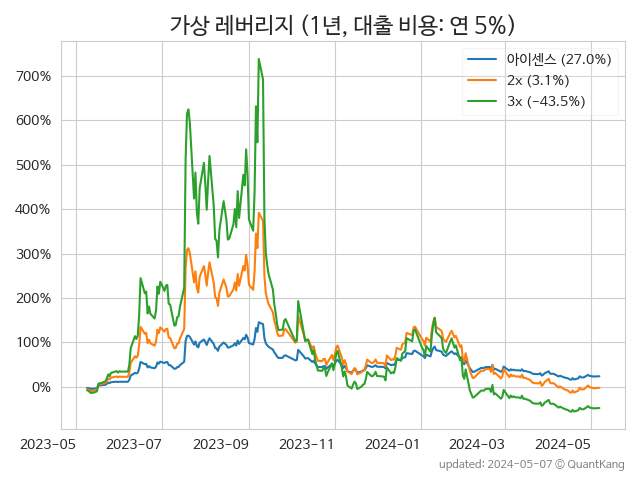 가상 레버리지 (1년, 대출 비용: 연 5%)
아이센스 (27.0%)
2x (3.1%)
3x (−43.5%)
700%
600%
500%
400%
300%
200%
100%
0%
2023-05 2023-07 2023-09 2023-11 2024-01 2024-03 2024-05
updated: 2024-05-07 © QuantKang